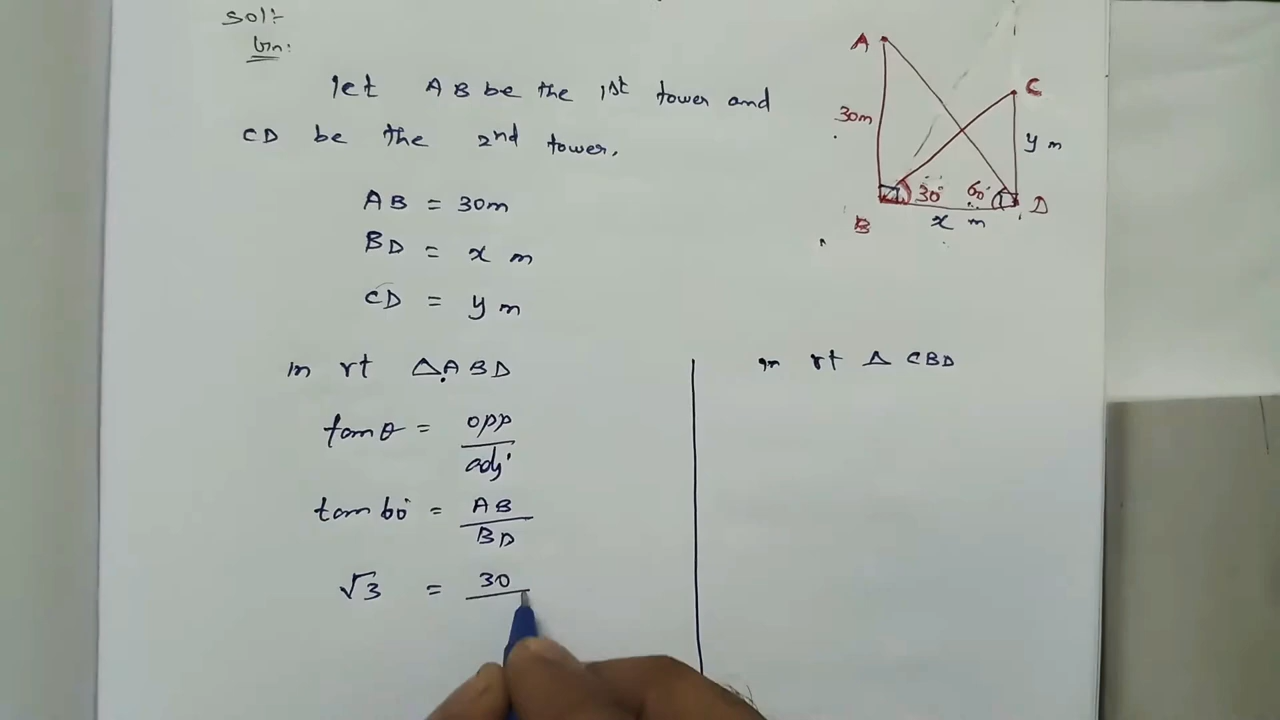 Sol:-
Gn:
let AB be the 1st tower and
CD be the 2nd tower.
AB = 30m
BD = x m
CD = y m
in rt Δ ABD
tan θ = opp/adj
tan 60° = AB/BD
√3 = 30
in rt Δ CBD
A
C
30m
y m
30° 60°
B
x m
D